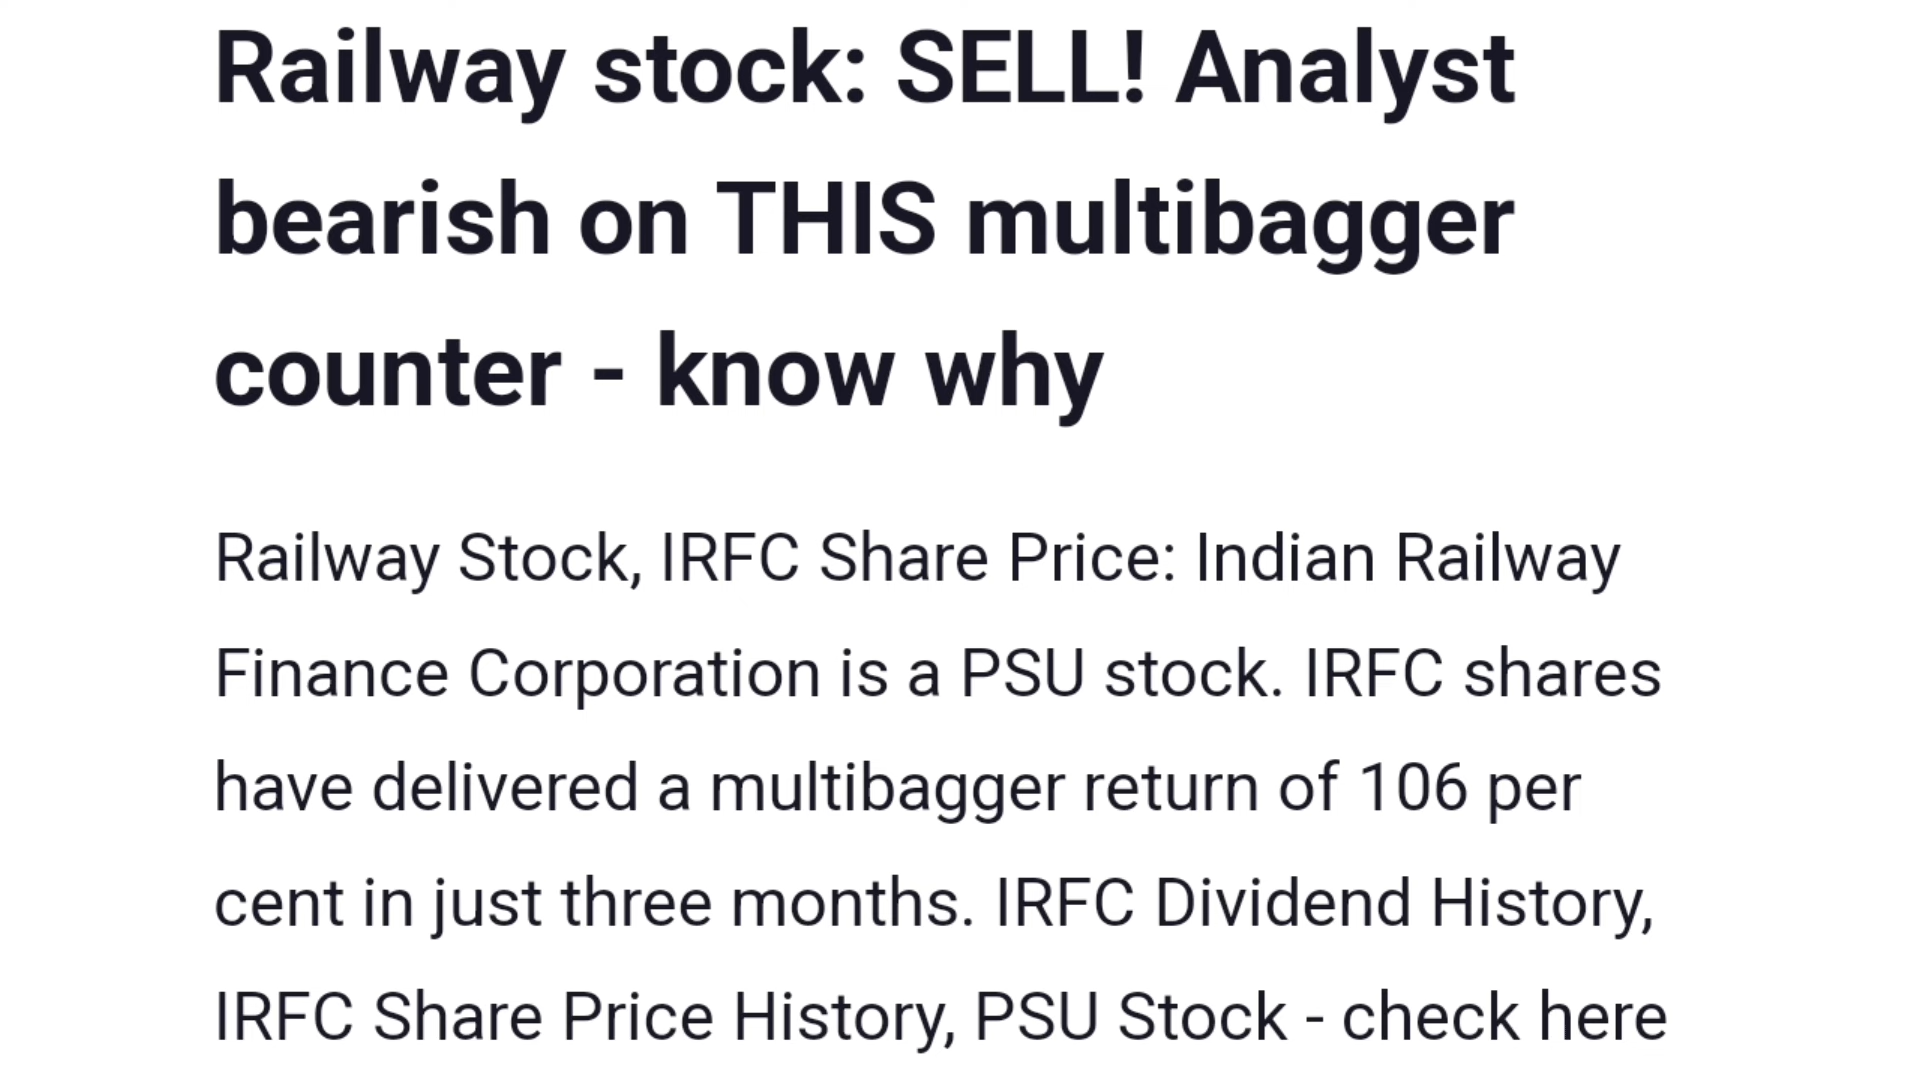 Railway stock: SELL! Analyst
bearish on THIS multibagger
counter - know why
Railway Stock, IRFC Share Price: Indian Railway
Finance Corporation is a PSU stock. IRFC shares
have delivered a multibagger return of 106 per
cent in just three months. IRFC Dividend History,
IRFC Share Price History, PSU Stock - check here